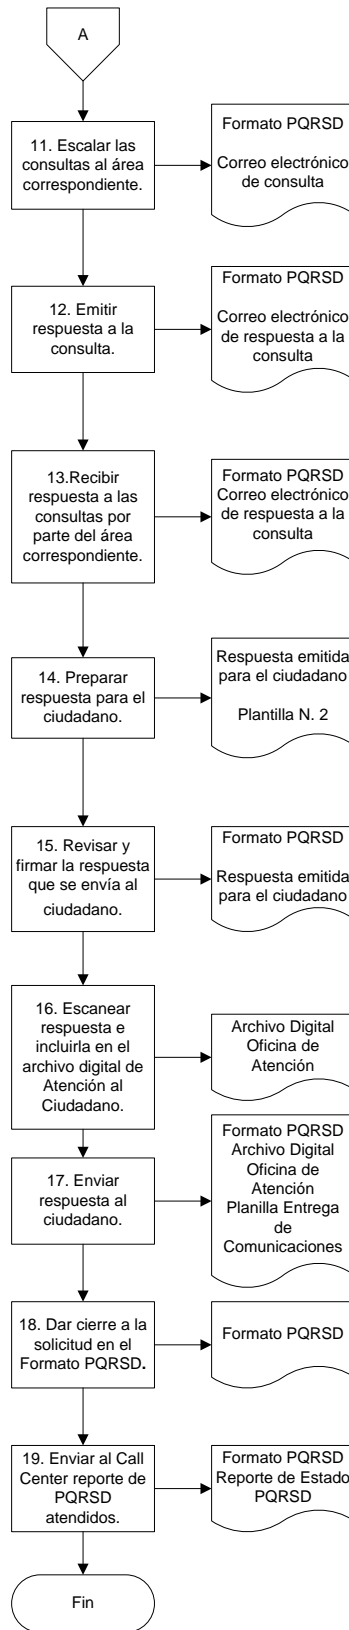 A
11. Escalar las
consultas al área
correspondiente.
Formato PQRSD
Correo electrónico
de consulta
12. Emitir
respuesta a la
consulta.
Formato PQRSD
Correo electrónico
de respuesta a la
consulta
13.Recibir
respuesta a las
consultas por
parte del área
correspondiente.
Formato PQRSD
Correo electrónico
de respuesta a la
consulta
14. Preparar
respuesta para el
ciudadano.
Respuesta emitida
para el ciudadano
Plantilla N. 2
15. Revisar y
firmar la respuesta
que se envía al
ciudadano.
Formato PQRSD
Respuesta emitida
para el ciudadano
16. Escanear
respuesta e
incluirla en el
archivo digital de
Atención al
Ciudadano.
Archivo Digital
Oficina de
Atención
17. Enviar
respuesta al
ciudadano.
Formato PQRSD
Archivo Digital
Oficina de
Atención
Planilla Entrega
de
Comunicaciones
18. Dar cierre a la
solicitud en el
Formato PQRSD.
Formato PQRSD
19. Enviar al Call
Center reporte de
PQRSD
atendidos.
Formato PQRSD
Reporte de Estado
PQRSD
Fin